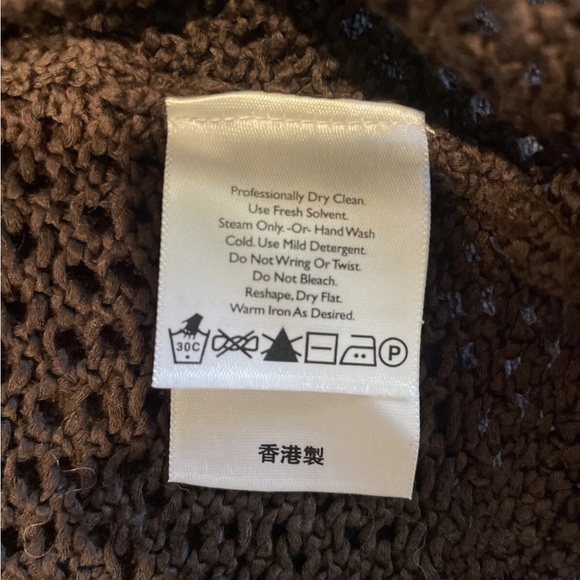 Professionally Dry Clean.
Use Fresh Solvent.
Steam Only. -Or- Hand Wash
Cold. Use Mild Detergent.
Do Not Wring Or Twist.
Do Not Bleach.
Reshape, Dry Flat.
Warm Iron As Desired.
30C P
香港製